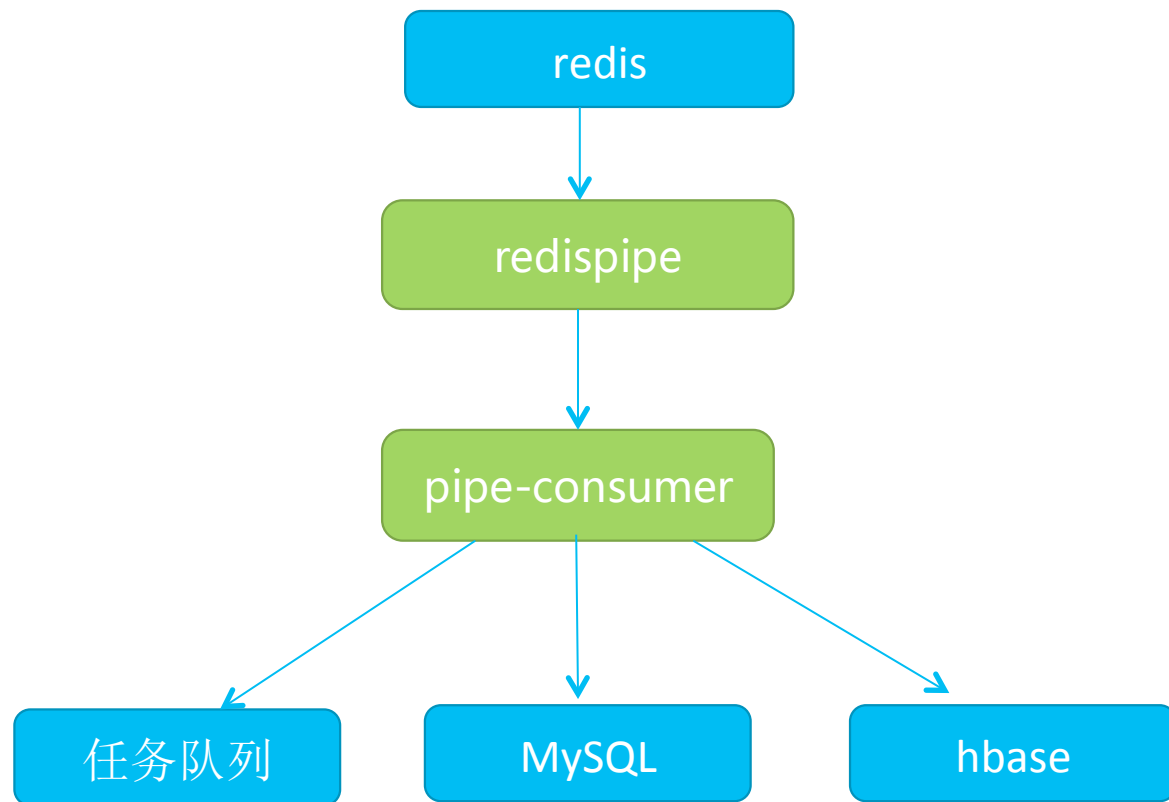 redis
redispipe
pipe-consumer
任务队列
MySQL
hbase